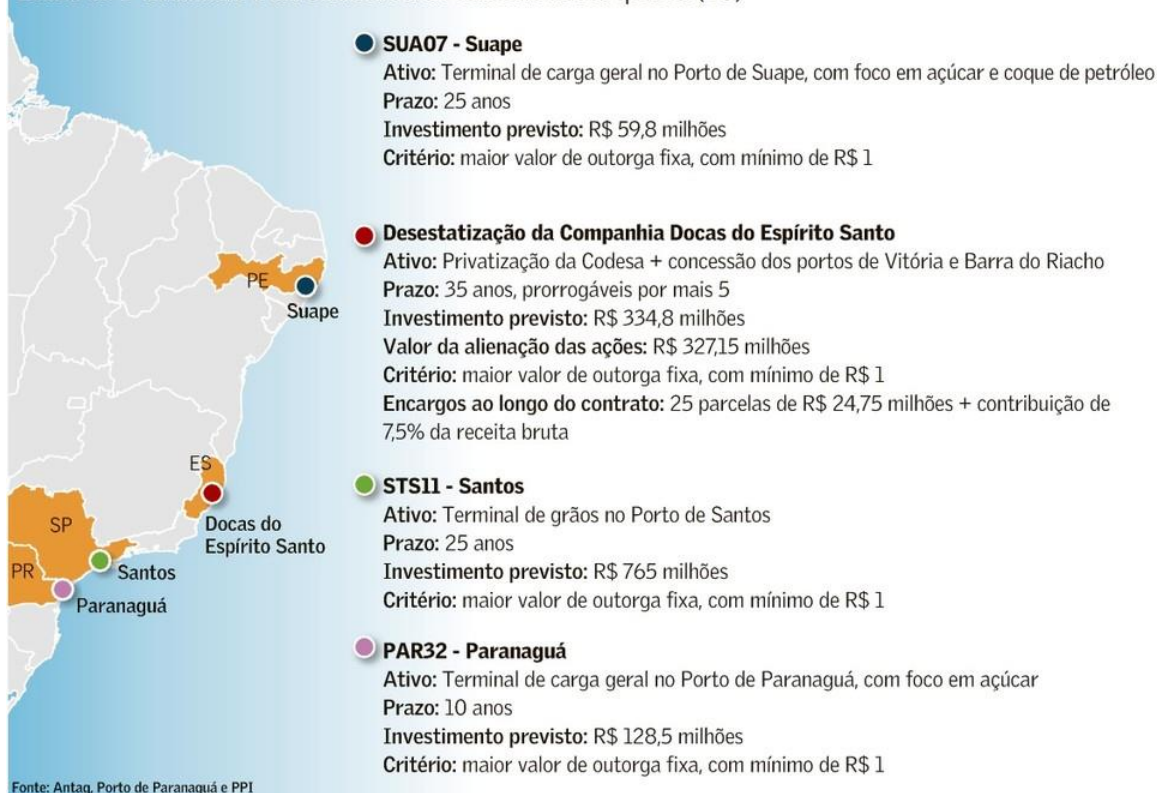 SUA07 - Suape
Ativo: Terminal de carga geral no Porto de Suape, com foco em açúcar e coque de petróleo
Prazo: 25 anos
Investimento previsto: R$ 59,8 milhões
Critério: maior valor de outorga fixa, com mínimo de R$ 1
Desestatização da Companhia Docas do Espírito Santo
Ativo: Privatização da Codesa + concessão dos portos de Vitória e Barra do Riacho
Prazo: 35 anos, prorrogáveis por mais 5
Investimento previsto: R$ 334,8 milhões
Valor da alienação das ações: R$ 327,15 milhões
Critério: maior valor de outorga fixa, com mínimo de R$ 1
Encargos ao longo do contrato: 25 parcelas de R$ 24,75 milhões + contribuição de
7,5% da receita bruta
STS11 - Santos
Ativo: Terminal de grãos no Porto de Santos
Prazo: 25 anos
Investimento previsto: R$ 765 milhões
Critério: maior valor de outorga fixa, com mínimo de R$ 1
PAR32 - Paranaguá
Ativo: Terminal de carga geral no Porto de Paranaguá, com foco em açúcar
Prazo: 10 anos
Investimento previsto: R$ 128,5 milhões
Critério: maior valor de outorga fixa, com mínimo de R$ 1
PE
Suape
ES
Docas do
Espírito Santo
SP
Santos
PR
Paranaguá
Fonte: Antaq, Porto de Paranaguá e PPI